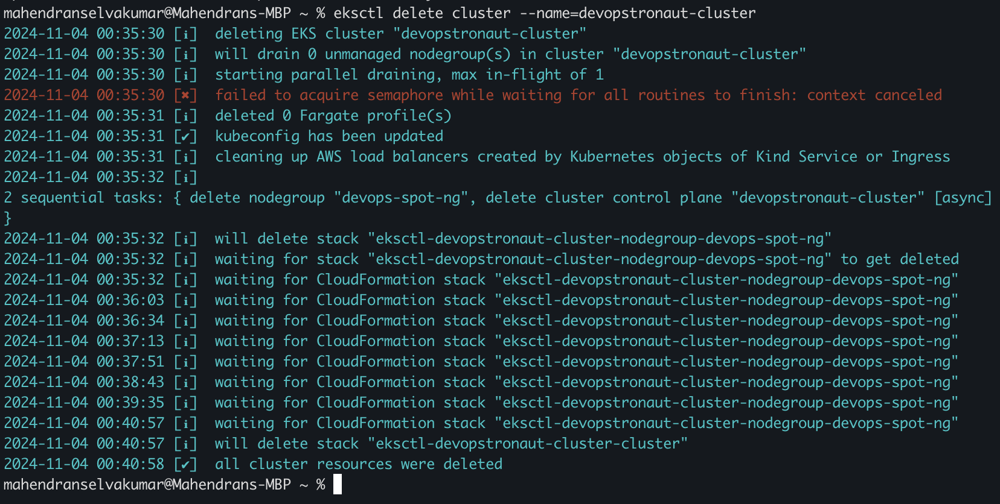 mahendranselvakumar@Mahendrans-MBP ~ % eksctl delete cluster --name=devopstronaut-cluster
2024-11-04 00:35:30 [ℹ]  deleting EKS cluster "devopstronaut-cluster"
2024-11-04 00:35:30 [ℹ]  will drain 0 unmanaged nodegroup(s) in cluster "devopstronaut-cluster"
2024-11-04 00:35:30 [ℹ]  starting parallel draining, max in-flight of 1
2024-11-04 00:35:30 [✖]  failed to acquire semaphore while waiting for all routines to finish: context canceled
2024-11-04 00:35:31 [ℹ]  deleted 0 Fargate profile(s)
2024-11-04 00:35:31 [✔]  kubeconfig has been updated
2024-11-04 00:35:31 [ℹ]  cleaning up AWS load balancers created by Kubernetes objects of Kind Service or Ingress
2024-11-04 00:35:32 [ℹ]
2 sequential tasks: { delete nodegroup "devops-spot-ng", delete cluster control plane "devopstronaut-cluster" [async]
}
2024-11-04 00:35:32 [ℹ]  will delete stack "eksctl-devopstronaut-cluster-nodegroup-devops-spot-ng"
2024-11-04 00:35:32 [ℹ]  waiting for stack "eksctl-devopstronaut-cluster-nodegroup-devops-spot-ng" to get deleted
2024-11-04 00:35:32 [ℹ]  waiting for CloudFormation stack "eksctl-devopstronaut-cluster-nodegroup-devops-spot-ng"
2024-11-04 00:36:03 [ℹ]  waiting for CloudFormation stack "eksctl-devopstronaut-cluster-nodegroup-devops-spot-ng"
2024-11-04 00:36:34 [ℹ]  waiting for CloudFormation stack "eksctl-devopstronaut-cluster-nodegroup-devops-spot-ng"
2024-11-04 00:37:13 [ℹ]  waiting for CloudFormation stack "eksctl-devopstronaut-cluster-nodegroup-devops-spot-ng"
2024-11-04 00:37:51 [ℹ]  waiting for CloudFormation stack "eksctl-devopstronaut-cluster-nodegroup-devops-spot-ng"
2024-11-04 00:38:43 [ℹ]  waiting for CloudFormation stack "eksctl-devopstronaut-cluster-nodegroup-devops-spot-ng"
2024-11-04 00:39:35 [ℹ]  waiting for CloudFormation stack "eksctl-devopstronaut-cluster-nodegroup-devops-spot-ng"
2024-11-04 00:40:57 [ℹ]  waiting for CloudFormation stack "eksctl-devopstronaut-cluster-nodegroup-devops-spot-ng"
2024-11-04 00:40:57 [ℹ]  will delete stack "eksctl-devopstronaut-cluster-cluster"
2024-11-04 00:40:58 [✔]  all cluster resources were deleted
mahendranselvakumar@Mahendrans-MBP ~ %